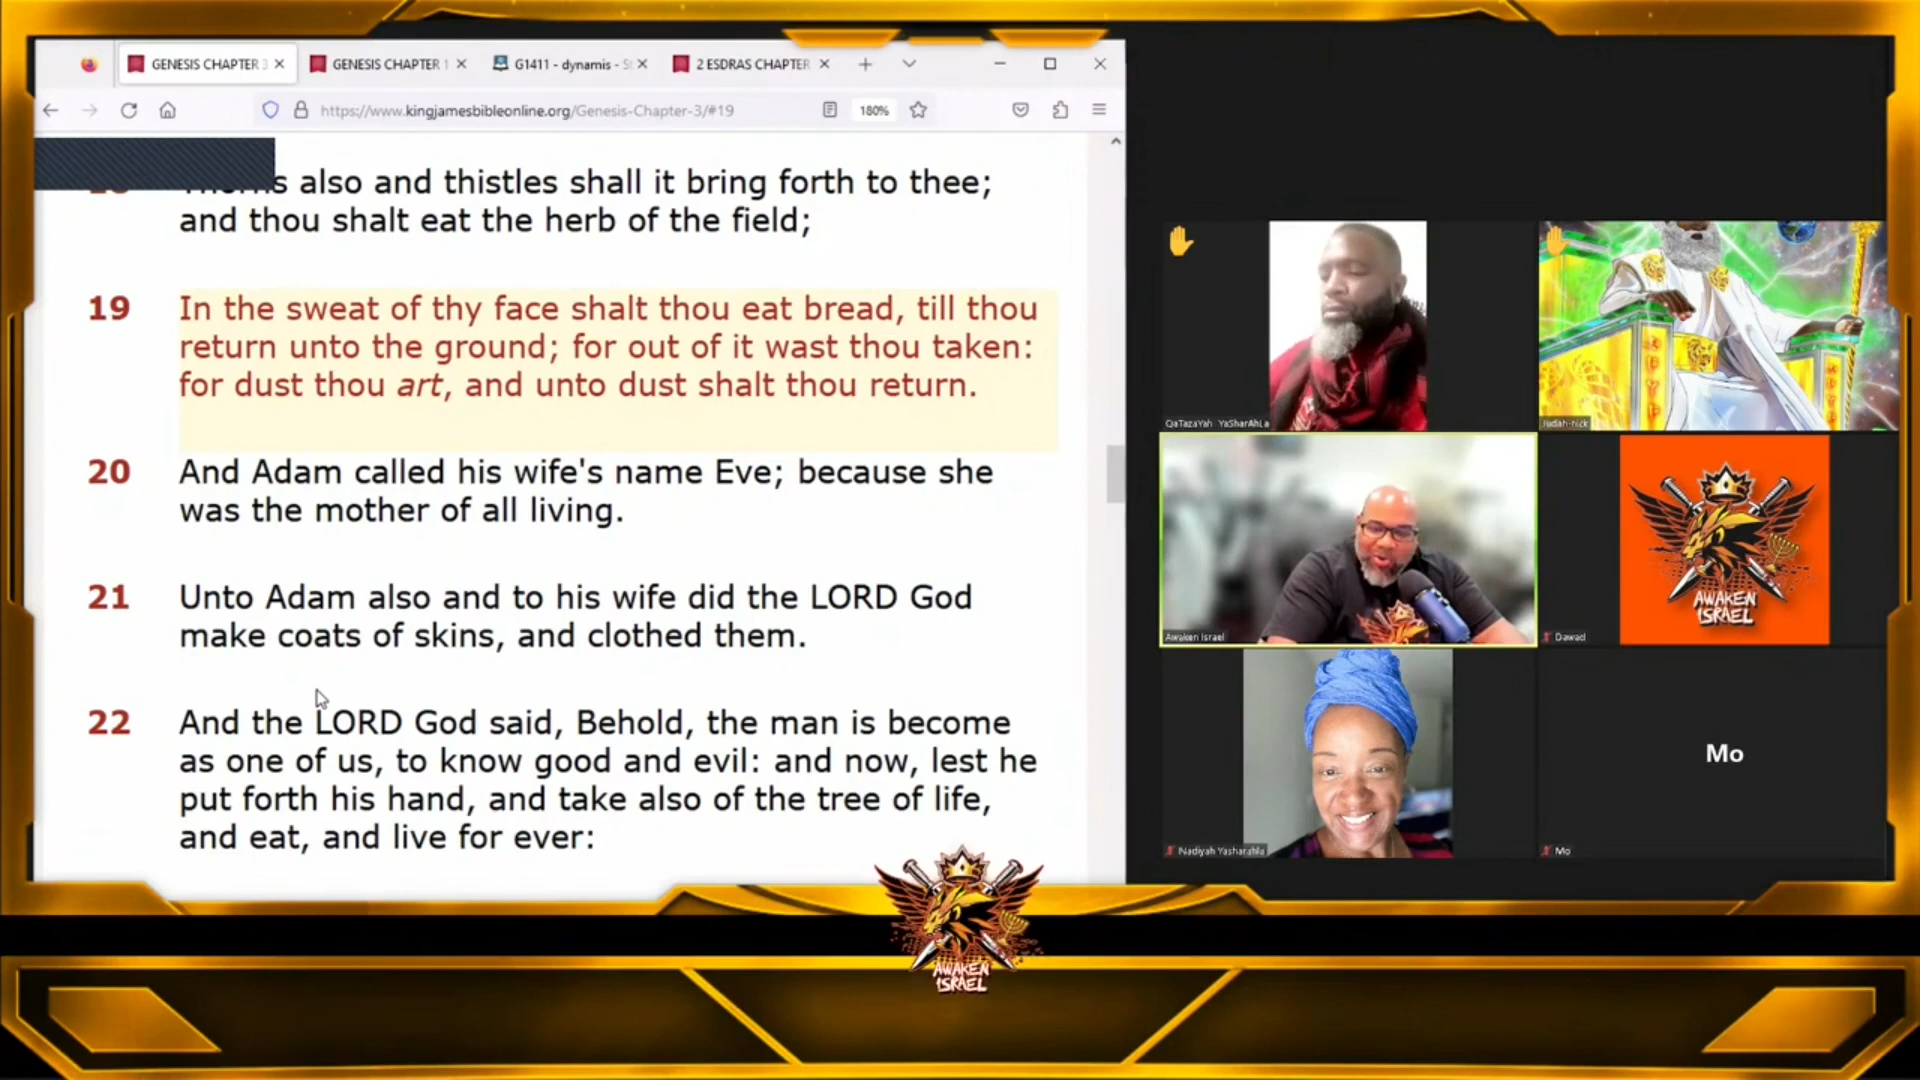 GENESIS CHAPTER 3
GENESIS CHAPTER 1
G1411 - dynamis - S
2 ESDRAS CHAPTER
https://www.kingjamesbibleonline.org/Genesis-Chapter-3/#19
180%
also and thistles shall it bring forth to thee;
and thou shalt eat the herb of the field;
19 In the sweat of thy face shalt thou eat bread, till thou
return unto the ground; for out of it wast thou taken:
for dust thou art, and unto dust shalt thou return.
20 And Adam called his wife's name Eve; because she
was the mother of all living.
21 Unto Adam also and to his wife did the LORD God
make coats of skins, and clothed them.
22 And the LORD God said, Behold, the man is become
as one of us, to know good and evil: and now, lest he
put forth his hand, and take also of the tree of life,
and eat, and live for ever:
QaTazaYah YaSharAhLa
Judah-nick
Awaken Israel
AWAKEN
ISRAEL
Dawad
Nadiyah Yasharahla
Mo
Mo
AWAKEN
ISRAEL